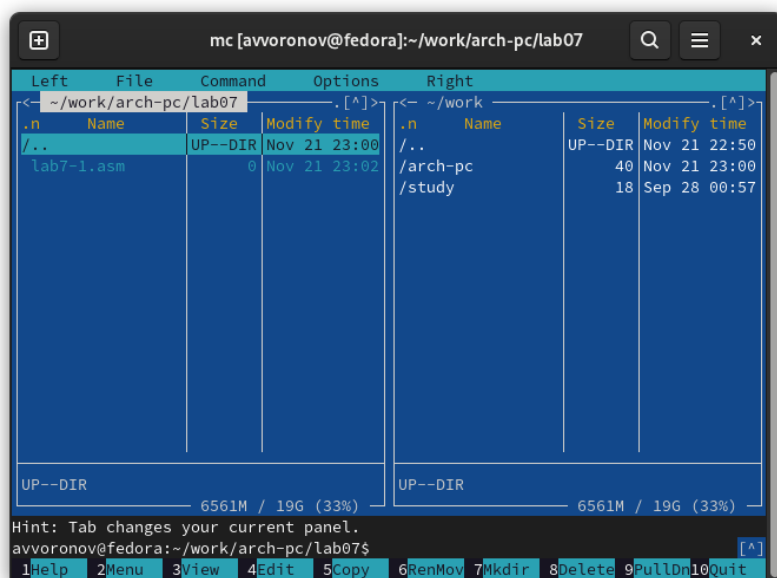 mc [avvoronov@fedora]:~/work/arch-pc/lab07
Left File Command Options Right
<─ ~/work/arch-pc/lab07 ─.[^]>
.n Name Size Modify time
/.. UP--DIR Nov 21 23:00
lab7-1.asm 0 Nov 21 23:02
UP--DIR
6561M / 19G (33%)
<─ ~/work ─.[^]>
.n Name Size Modify time
/.. UP--DIR Nov 21 22:50
/arch-pc 40 Nov 21 23:00
/study 18 Sep 28 00:57
UP--DIR
6561M / 19G (33%)
Hint: Tab changes your current panel.
avvoronov@fedora:~/work/arch-pc/lab07$ [^]
1Help 2Menu 3View 4Edit 5Copy 6RenMov 7Mkdir 8Delete 9PullDn 10Quit